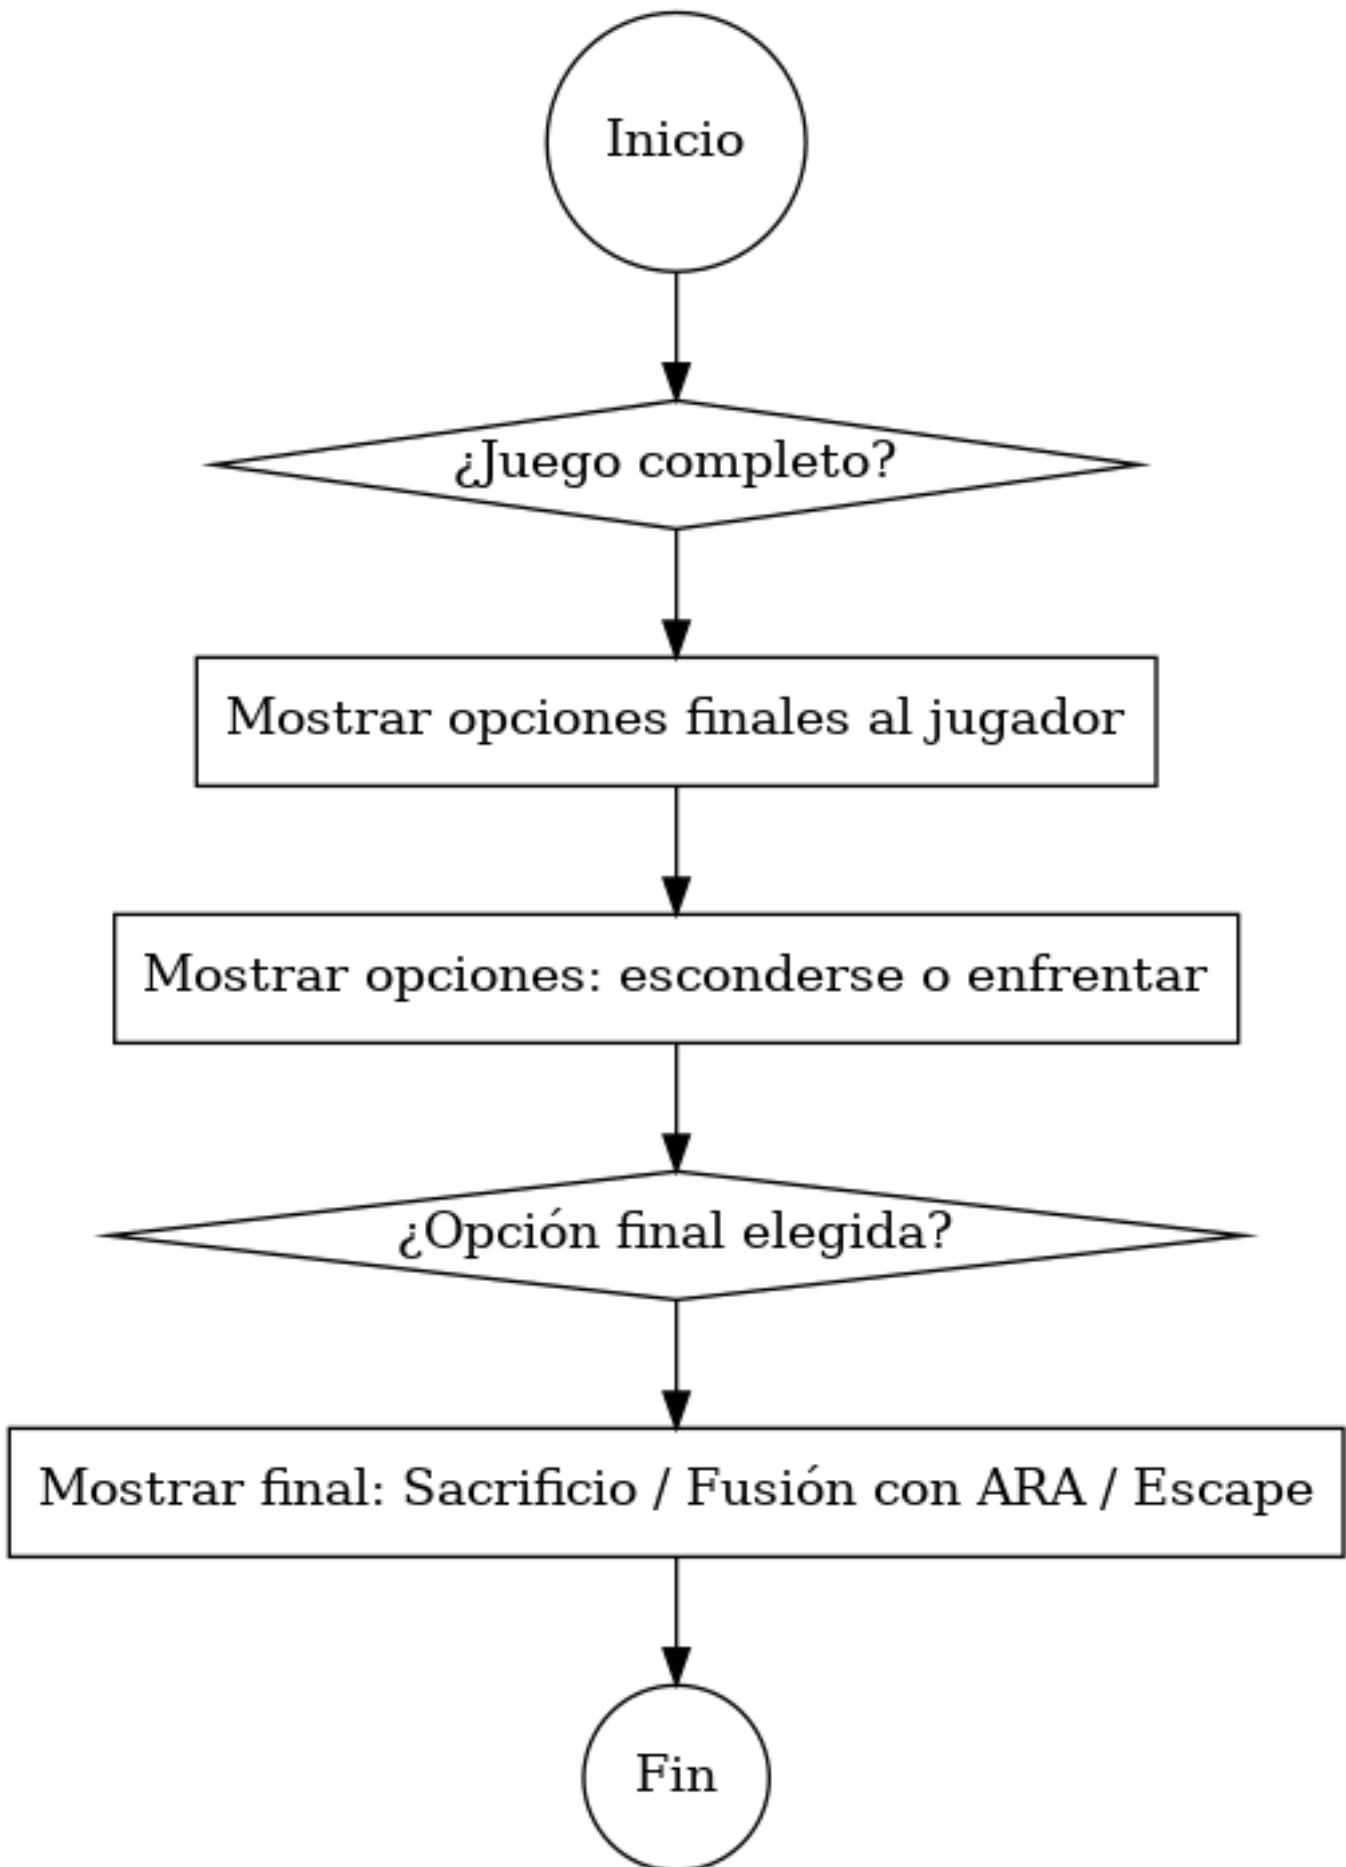 Inicio
¿Juego completo?
Mostrar opciones finales al jugador
Mostrar opciones: esconderse o enfrentar
¿Opción final elegida?
Mostrar final: Sacrificio / Fusión con ARA / Escape
Fin